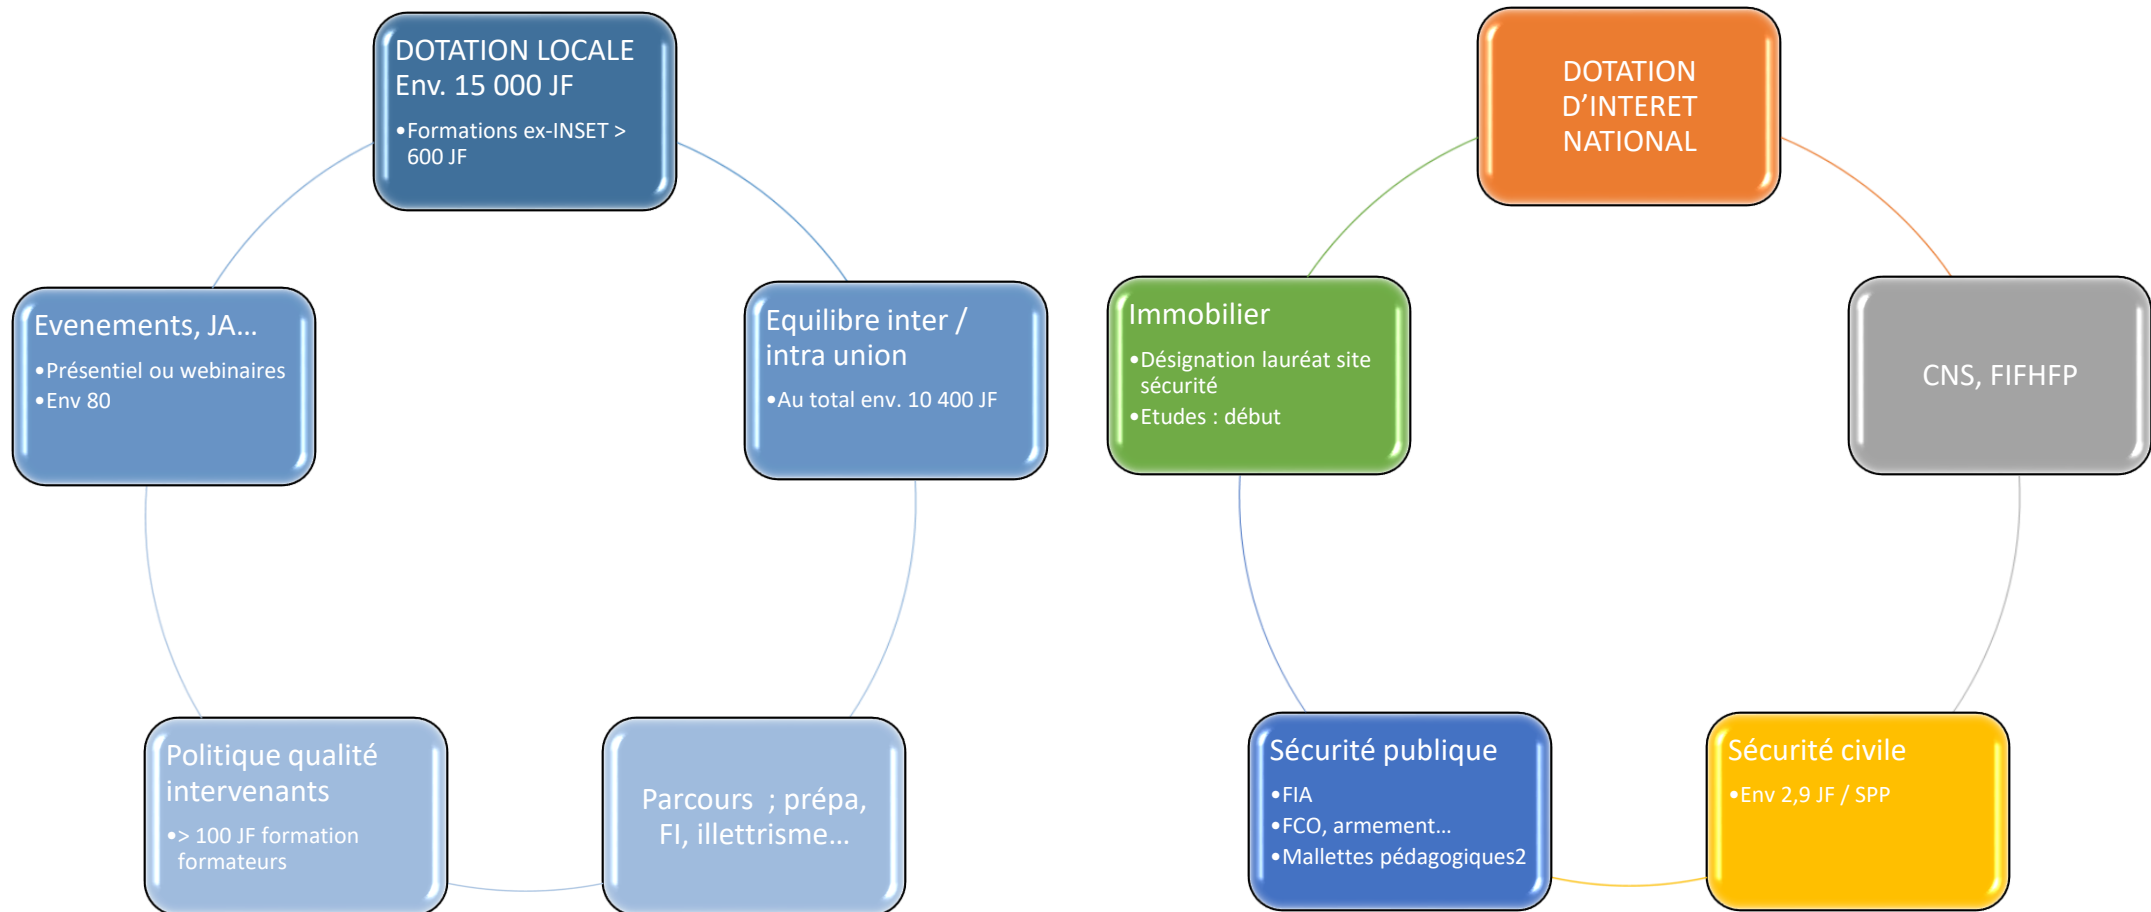 DOTATION LOCALE
Env. 15 000 JF
•Formations ex-INSET >
600 JF
Equilibre inter /
intra union
•Au total env. 10 400 JF
Parcours ; prépa,
FI, illettrisme…
Politique qualité
intervenants
•> 100 JF formation
formateurs
Evenements, JA…
•Présentiel ou webinaires
•Env 80
DOTATION
D’INTERET
NATIONAL
CNS, FIFHFP
Sécurité civile
•Env 2,9 JF / SPP
Sécurité publique
•FIA
•FCO, armement…
•Mallettes pédagogiques2
Immobilier
•Désignation lauréat site
sécurité
•Etudes : début